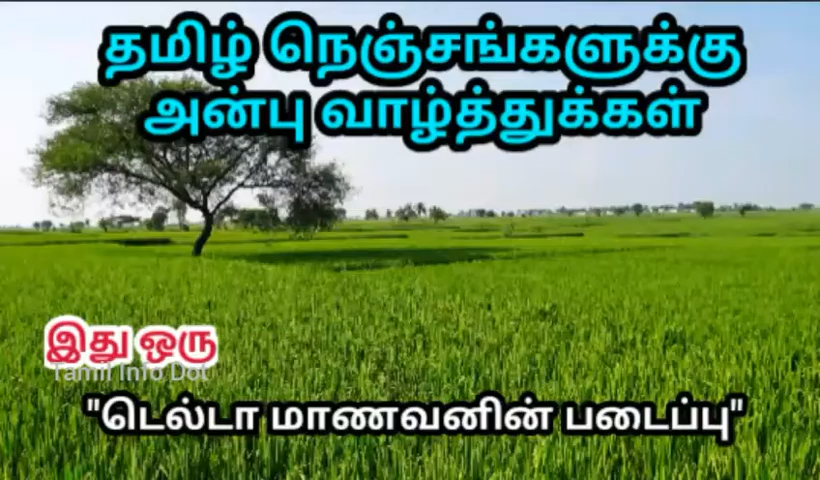 தமிழ் நெஞ்சங்களுக்கு
அன்பு வாழ்த்துக்கள்
இது ஒரு
Tamil Info Dot
"டெல்டா மாணவனின் படைப்பு"